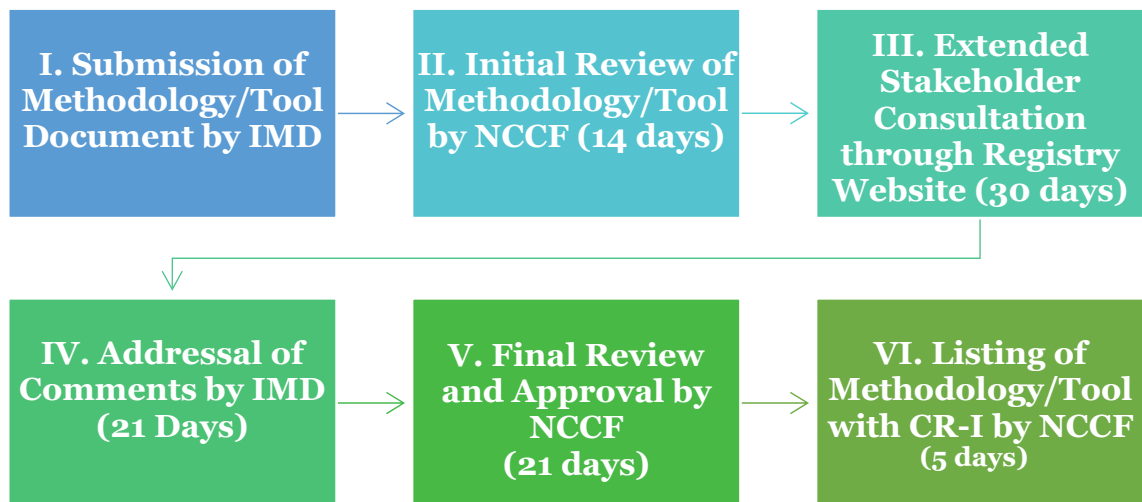 I. Submission of
Methodology/Tool
Document by IMD
II. Initial Review of
Methodology/Tool
by NCCF (14 days)
III. Extended
Stakeholder
Consultation
through Registry
Website (30 days)
IV. Addressal of
Comments by IMD
(21 Days)
V. Final Review
and Approval by
NCCF
(21 days)
VI. Listing of
Methodology/Tool
with CR-I by NCCF
(5 days)